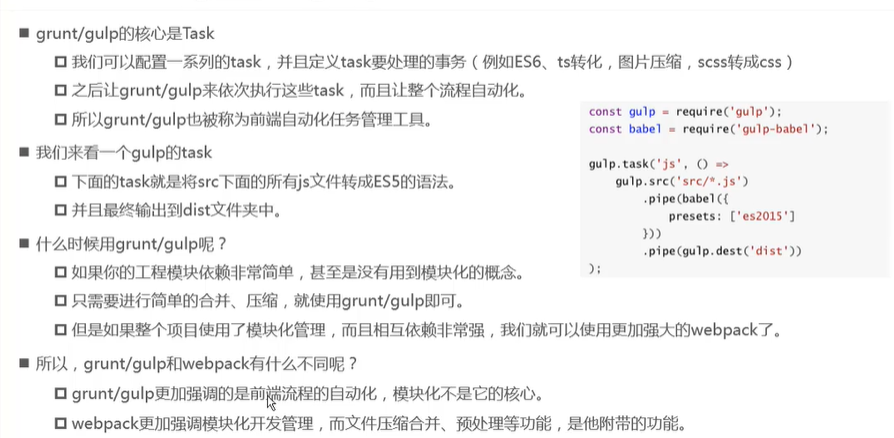 grunt/gulp的核心是Task
我们可以配置一系列的task，并且定义task要处理的事务（例如ES6、ts转化，图片压缩，scss转成css）
之后让grunt/gulp来依次执行这些task，而且让整个流程自动化。
所以grunt/gulp也被称为前端自动化任务管理工具。
我们来看一个gulp的task
下面的task就是将src下面的所有js文件转成ES5的语法。
并且最终输出到dist文件夹中。
什么时候用grunt/gulp呢？
如果你的工程模块依赖非常简单，甚至是没有用到模块化的概念。
只需要进行简单的合并、压缩，就使用grunt/gulp即可。
但是如果整个项目使用了模块化管理，而且相互依赖非常强，我们就可以使用更加强大的webpack了。
所以，grunt/gulp和webpack有什么不同呢？
grunt/gulp更加强调的是前端流程的自动化，模块化不是它的核心。
webpack更加强调模块化开发管理，而文件压缩合并、预处理等功能，是他附带的功能。
const gulp = require('gulp');
const babel = require('gulp-babel');
gulp.task('js', () =>
gulp.src('src/*.js')
.pipe(babel({
presets: ['es2015']
}))
.pipe(gulp.dest('dist'))
);